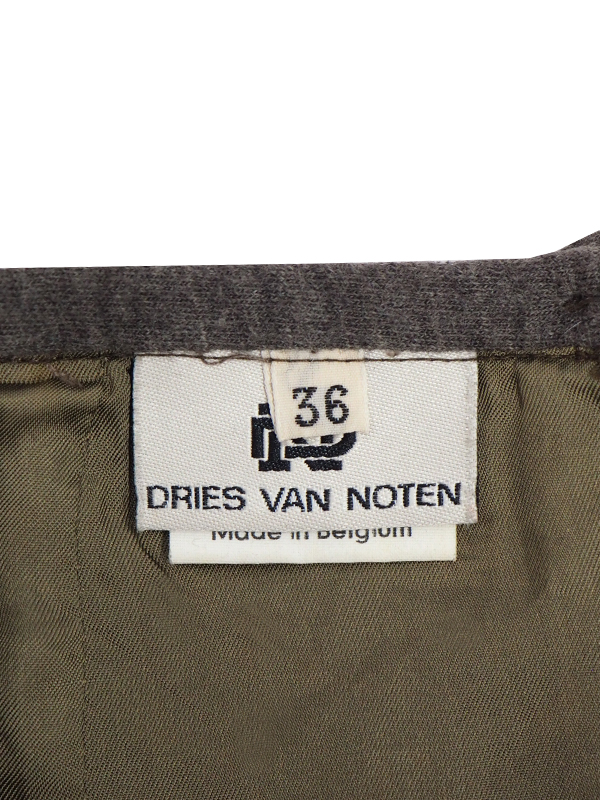 36
DRIES VAN NOTEN
Made in Belgium